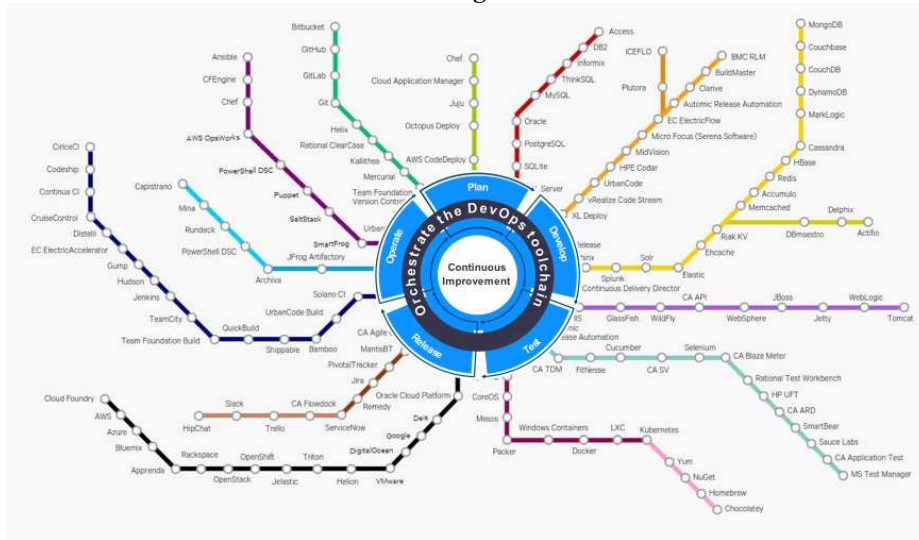 Bitbucket
GitHub
GitLab
Git
Helix
Rational ClearCase
Kallithea
Mercurial
Team Foundation
Version Control
Ansible
CFEngine
Chef
AWS OpsWorks
PowerShell DSC
Puppet
SaltStack
SmartFrog
Urban
Chef
Cloud Application Manager
Juju
Octopus Deploy
AWS CodeDeploy
Access
DB2
Informix
ThinkSQL
MySQL
Oracle
PostgreSQL
SQLite
Server
ICEFLO
Plutora
BMC RLM
BuildMaster
Clarive
Automic Release Automation
EC ElectricFlow
Micro Focus (Serena Software)
MidVision
HPE Codar
UrbanCode
vRealize Code Stream
XL Deploy
MongoDB
Couchbase
CouchDB
DynamoDB
MarkLogic
Cassandra
HBase
Redis
Accumulo
Memcached
Riak KV
DBmaestro
Delphix
Actifio
Ehcache
Elastic
Solr
Splunk
Continuous Delivery Director
CiriceCI
Codeship
Continua CI
CruiseControl
Distelli
EC ElectricAccelerator
Gump
Hudson
Jenkins
TeamCity
Team Foundation Build
QuickBuild
Shippable
Bamboo
UrbanCode Build
Solano CI
Capistrano
Mina
Rundeck
PowerShell DSC
Archiva
JFrog Artifactory
Plan
Develop
Test
Release
Operate
Orchestrate the DevOps toolchain
Continuous
Improvement
GlassFish
WildFly
CA API
WebSphere
JBoss
Jetty
WebLogic
Tomcat
ease Automation
CA TDM
FitNesse
Cucumber
CA SV
Selenium
CA Blaze Meter
Rational Test Workbench
HP UFT
CA ARD
SmartBear
Sauce Labs
CA Application Test
MS Test Manager
CA Agile
MantisBT
PivotalTracker
Jira
Remedy
ServiceNow
CA Flowdock
Trello
Slack
HipChat
Cloud Foundry
AWS
Azure
Bluemix
Apprenda
Rackspace
OpenStack
OpenShift
Jelastic
Triton
Helion
VMware
DigitalOcean
Google
Dell
Oracle Cloud Platform
CoreOS
Mesos
Packer
Windows Containers
Docker
LXC
Kubernetes
Yum
NuGet
Homebrew
Chocolatey